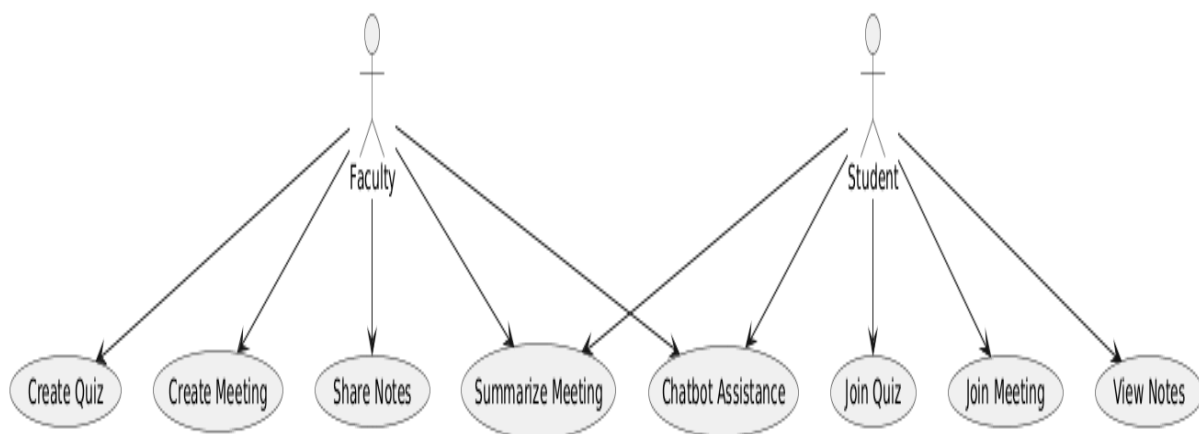 Faculty
Student
Create Quiz
Create Meeting
Share Notes
Summarize Meeting
Chatbot Assistance
Join Quiz
Join Meeting
View Notes